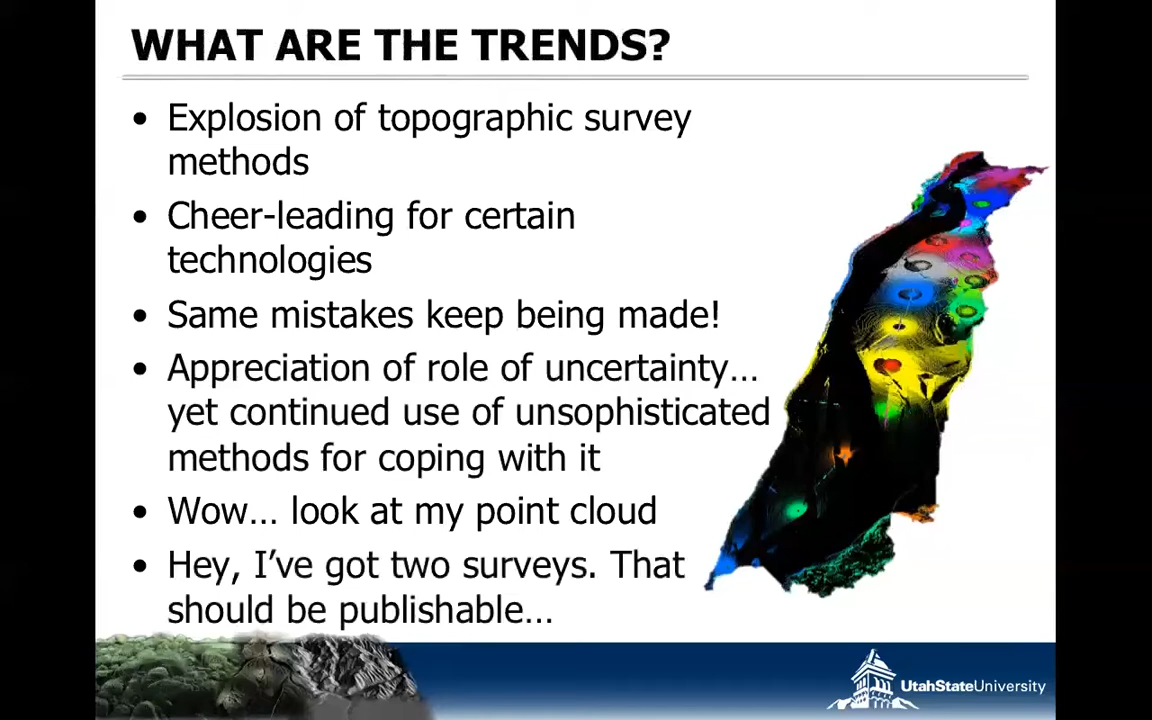 WHAT ARE THE TRENDS?
• Explosion of topographic survey
methods
• Cheer-leading for certain
technologies
• Same mistakes keep being made!
• Appreciation of role of uncertainty…
yet continued use of unsophisticated
methods for coping with it
• Wow… look at my point cloud
• Hey, I’ve got two surveys. That
should be publishable…
UtahStateUniversity